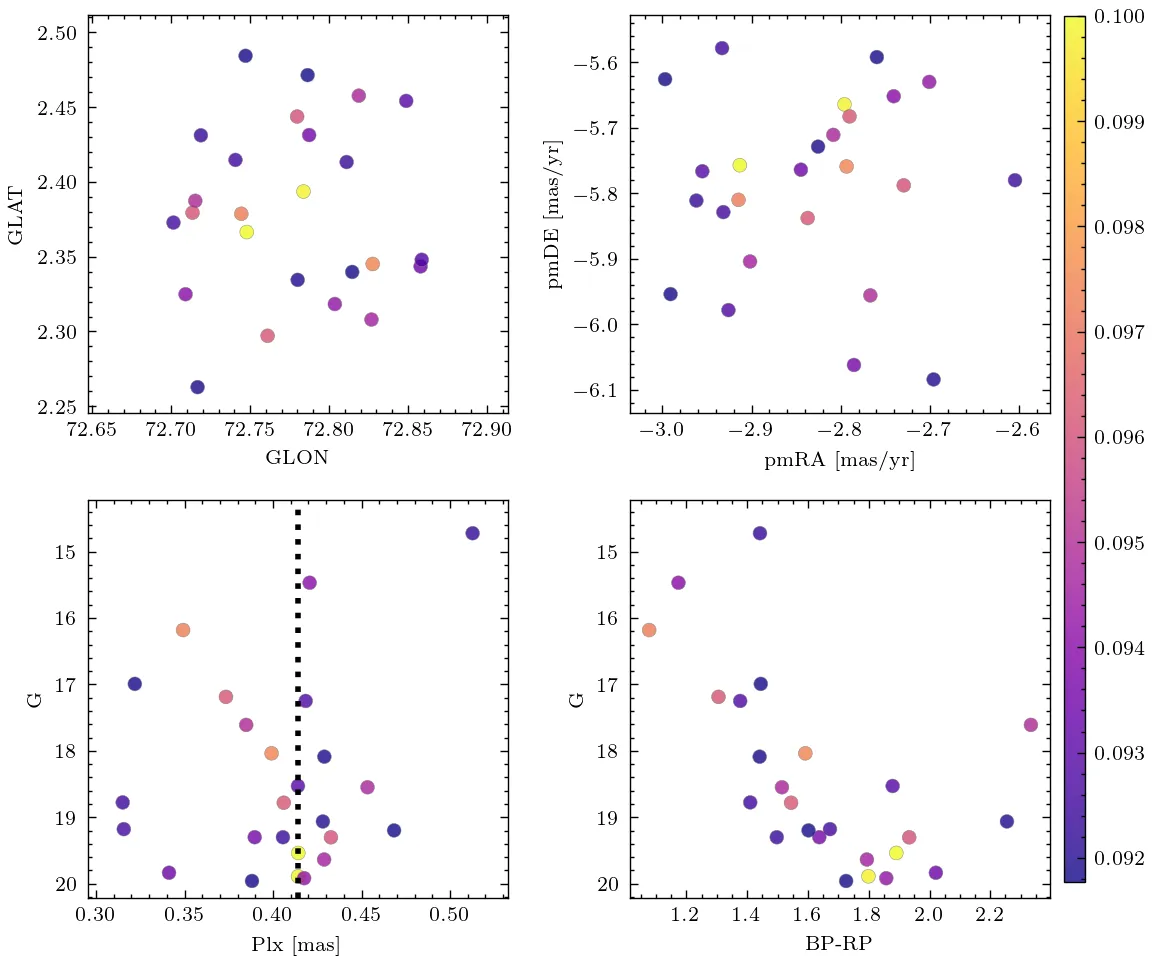 2.50
2.45
2.40
2.35
2.30
2.25
GLAT
72.65 72.70 72.75 72.80 72.85 72.90
GLON
−5.6
−5.7
−5.8
−5.9
−6.0
−6.1
pmDE [mas/yr]
−3.0 −2.9 −2.8 −2.7 −2.6
pmRA [mas/yr]
0.100
0.099
0.098
0.097
0.096
0.095
0.094
0.093
0.092
15
16
17
18
19
20
G
0.30 0.35 0.40 0.45 0.50
Plx [mas]
15
16
17
18
19
20
G
1.2 1.4 1.6 1.8 2.0 2.2
BP-RP